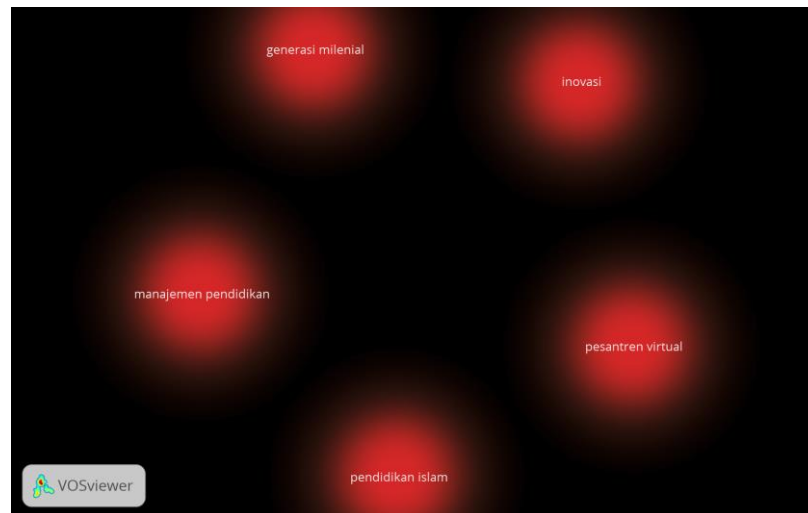 generasi milenial
inovasi
manajemen pendidikan
pesantren virtual
pendidikan islam
VOSviewer